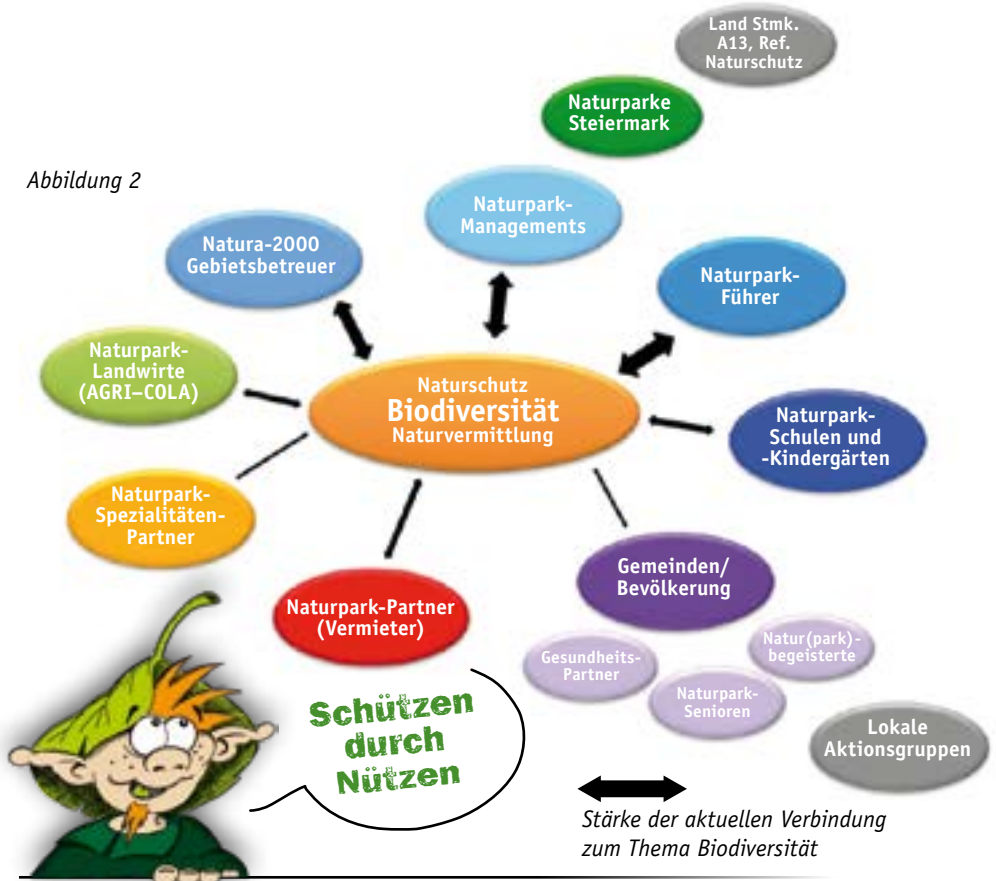 Land Stmk.
A13, Ref.
Naturschutz
Naturparke
Steiermark
Abbildung 2
Naturpark-
Managements
Natura-2000
Gebietsbetreuer
Naturpark-
Führer
Naturpark-
Landwirte
(AGRI–COLA)
Naturschutz
Biodiversität
Naturvermittlung
Naturpark-
Schulen und
-Kindergärten
Naturpark-
Spezialitäten-
Partner
Gemeinden/
Bevölkerung
Naturpark-Partner
(Vermieter)
Natur(park)-
begeisterte
Gesundheits-
Partner
Naturpark-
Senioren
Schützen
durch
Nützen
Lokale
Aktionsgruppen
Stärke der aktuellen Verbindung
zum Thema Biodiversität